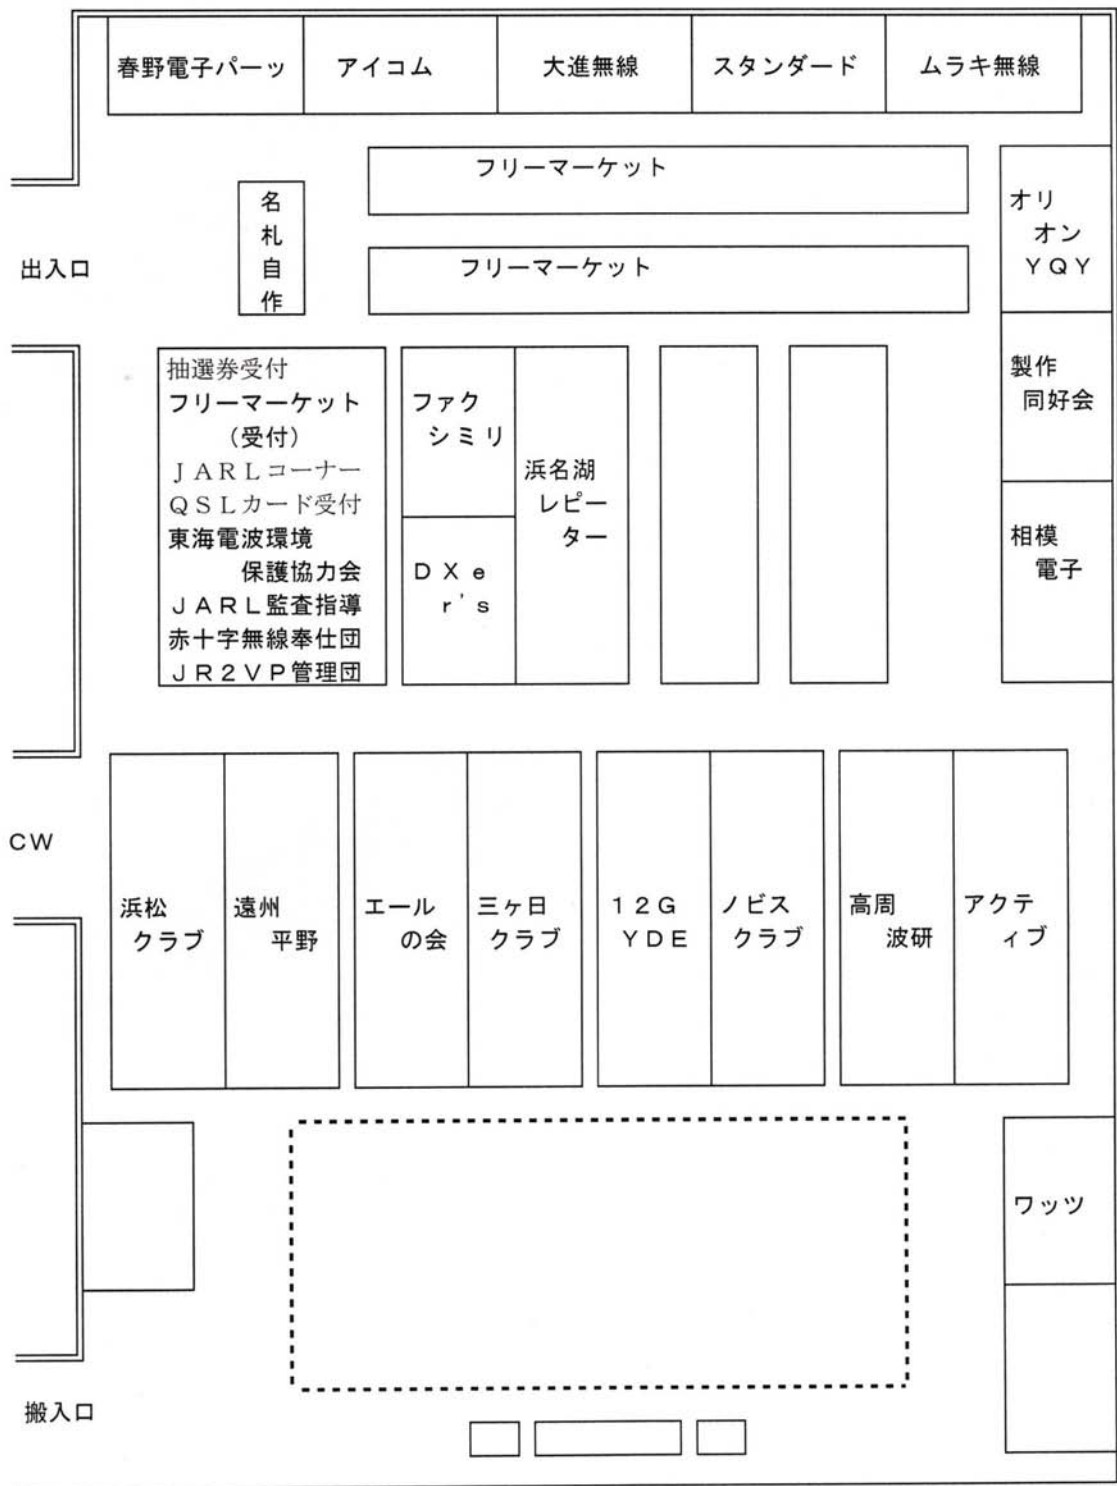 春野電子パーツ
アイコム
大進無線
スタンダード
ムラキ無線
フリーマーケット
名
札
自
作
オリ
オン
YQY
出入口
フリーマーケット
抽選券受付
フリーマーケット
(受付)
JARLコーナー
QSLカード受付
東海電波環境
保護協力会
JARL監査指導
赤十字無線奉仕団
JR2VP管理団
ファク
シミリ
DXe
r's
浜名湖
レピー
ター
製作
同好会
相模
電子
CW
浜松
クラブ
遠州
平野
エール
の会
三ヶ日
クラブ
12G
YDE
ノビス
クラブ
高周
波研
アクテ
ィブ
ワッツ
搬入口